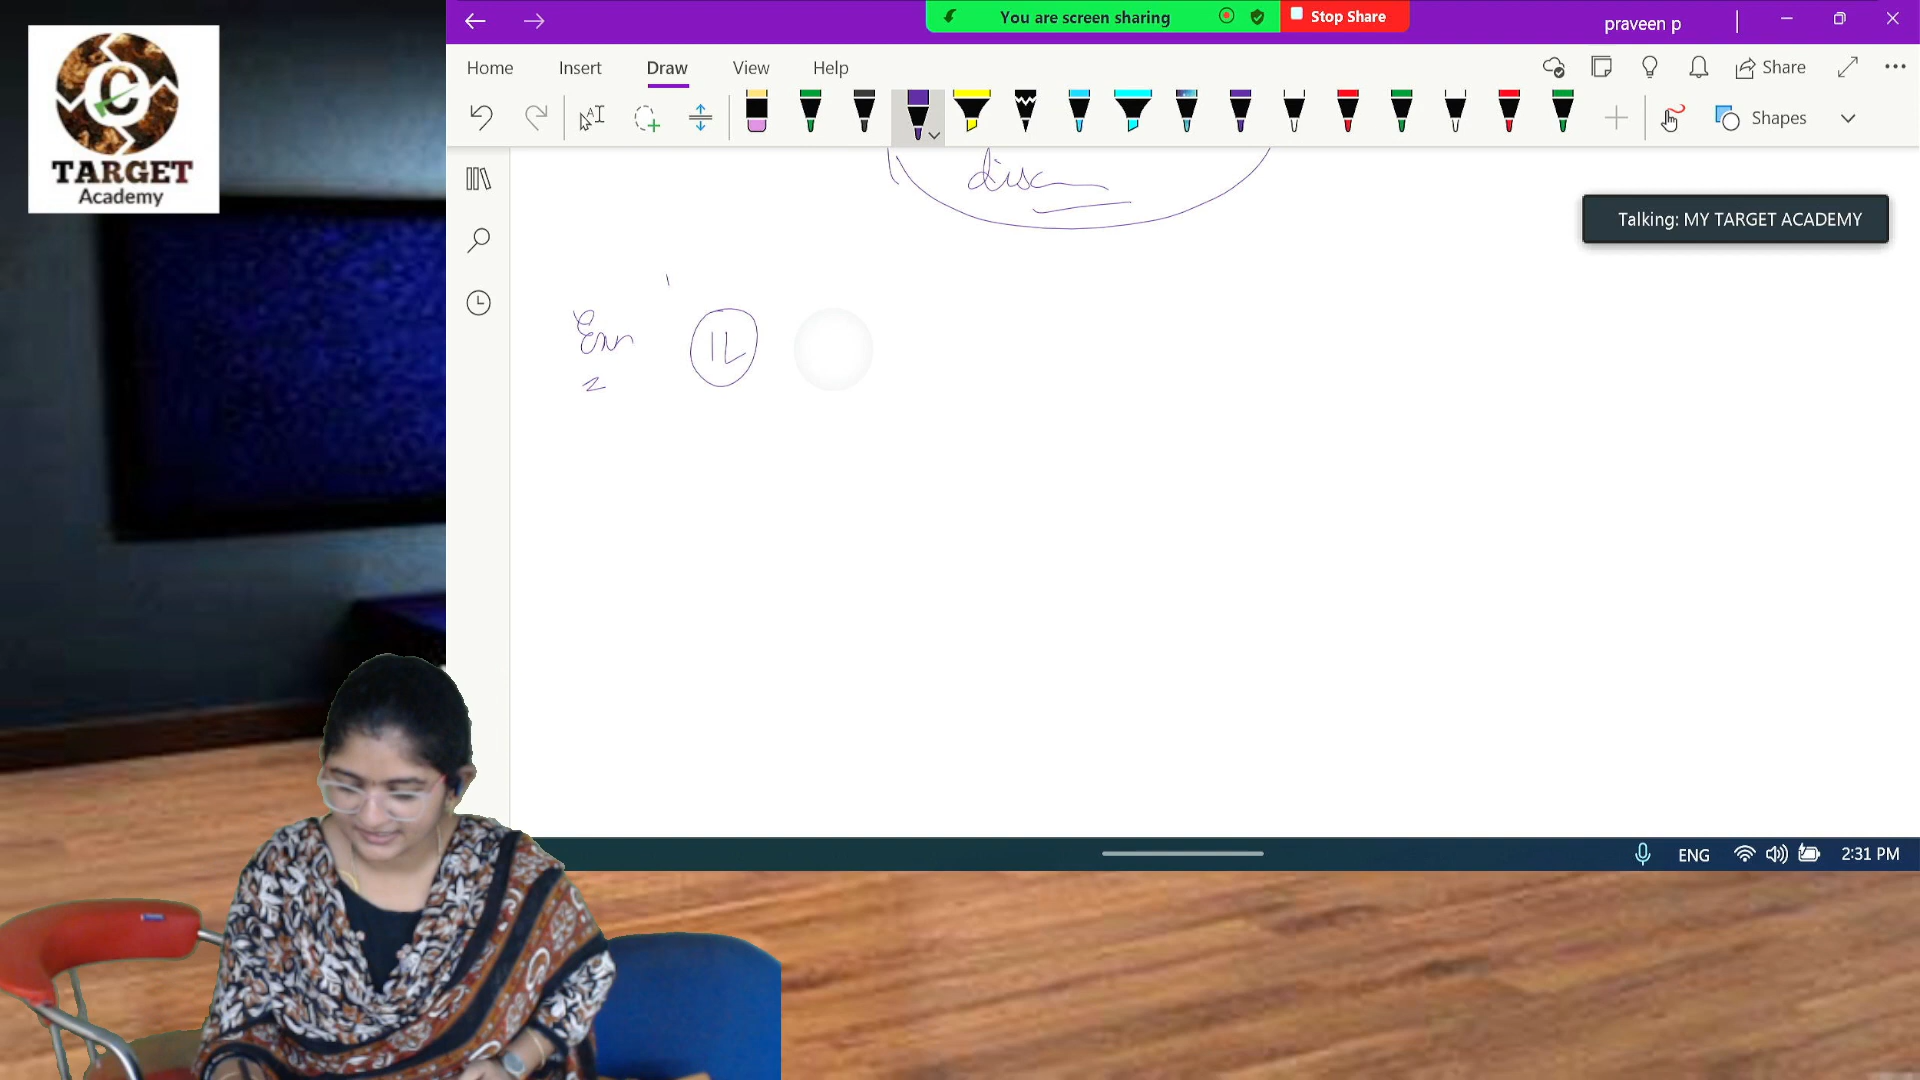 TARGET
Academy
You are screen sharing
Stop Share
praveen p
Home Insert Draw View Help
Share
Shapes
Talking: MY TARGET ACADEMY
ENG
2:31 PM